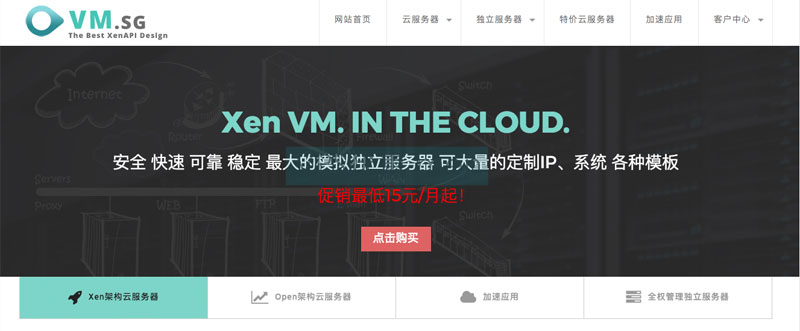 VM.SG
The Best XenAPI Design
网站首页
云服务器
独立服务器
特价云服务器
加速应用
客户中心
Internet
Router
Switch
Xen VM. IN THE CLOUD.
安全 快速 可靠 稳定 最大的模拟独立服务器 可大量的定制IP、系统 各种模板
Servers
Proxy
WEB
FTP
Switch
促销最低15元/月起!
点击购买
Xen架构云服务器
Open架构云服务器
加速应用
全权管理独立服务器